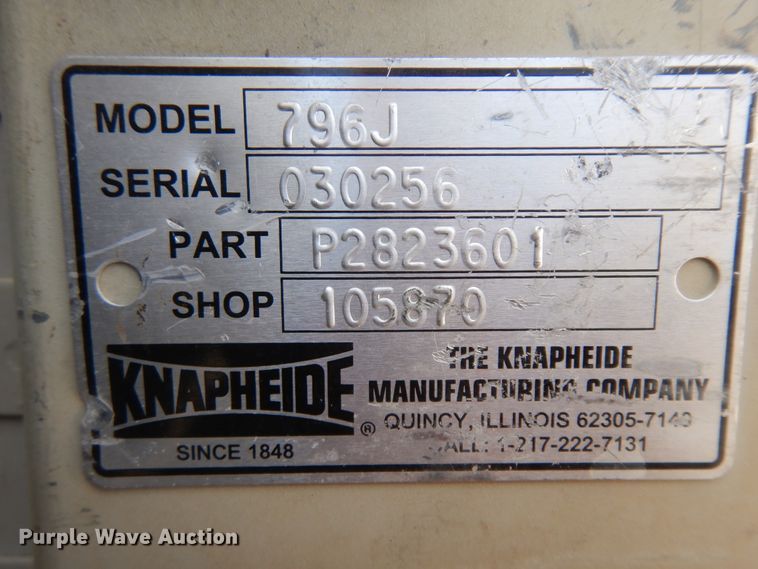 MODEL 796J
SERIAL 030256
PART P2823601
SHOP 105870
KNAPHEIDE ®
SINCE 1848
THE KNAPHEIDE
MANUFACTURING COMPANY
QUINCY, ILLINOIS 62305-7140
CALL: 1-217-222-7131
Purple Wave Auction